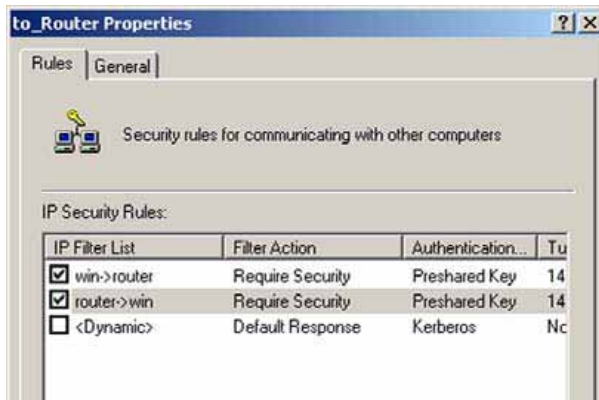 to_Router Properties
Rules General
Security rules for communicating with other computers
IP Security Rules:
IP Filter List Filter Action Authentication... Tu
win->router Require Security Preshared Key 14
router->win Require Security Preshared Key 14
<Dynamic> Default Response Kerberos Nc